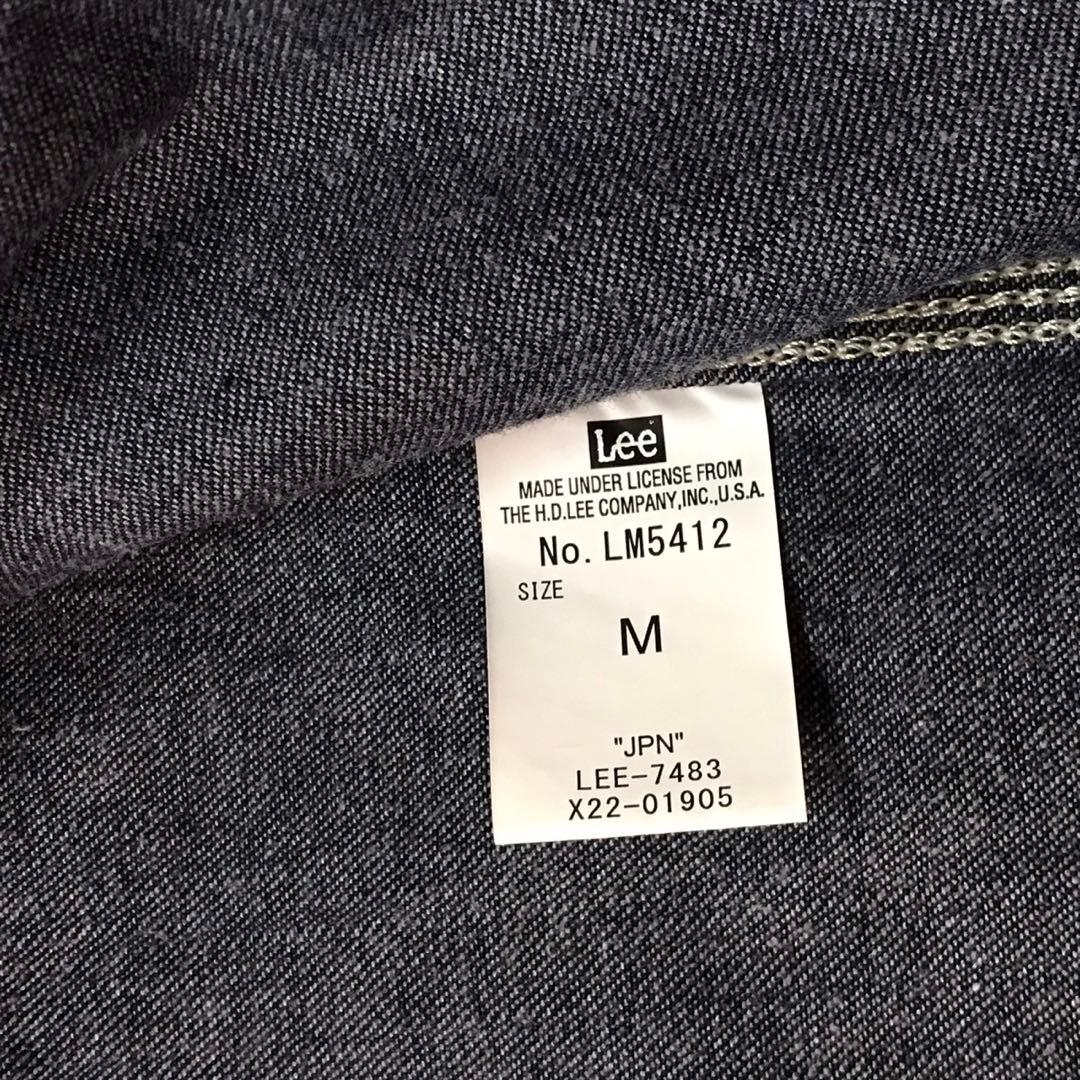 Lee
MADE UNDER LICENSE FROM
THE H.D.LEE COMPANY,INC.,U.S.A.
No. LM5412
SIZE
M
"JPN"
LEE-7483
X22-01905